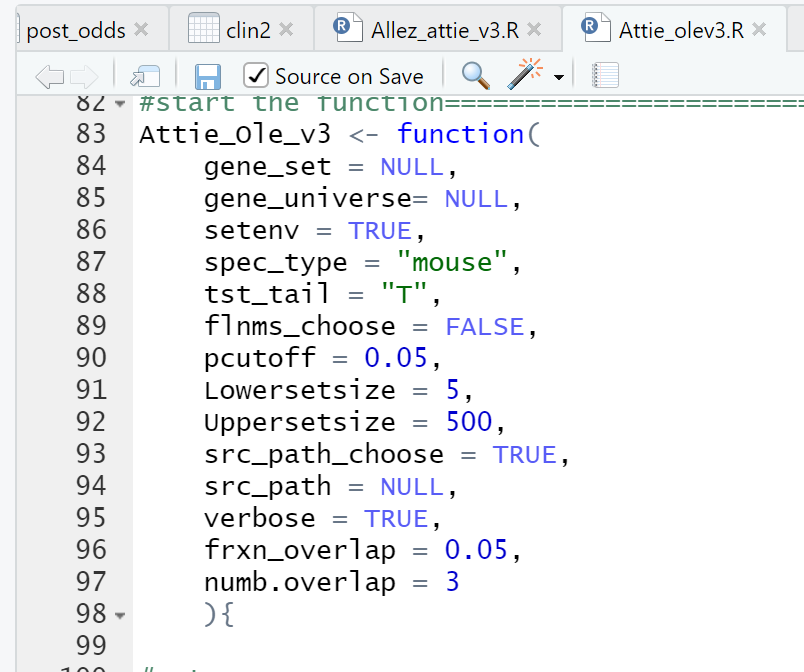 post_odds × clin2 × Allez_attie_v3.R × Attie_olev3.R ×
Source on Save
82 #start the function=======================
83 Attie_Ole_v3 <- function(
84 gene_set = NULL,
85 gene_universe= NULL,
86 setenv = TRUE,
87 spec_type = "mouse",
88 tst_tail = "T",
89 flnms_choose = FALSE,
90 pcutoff = 0.05,
91 Lowersetsize = 5,
92 Uppersetsize = 500,
93 src_path_choose = TRUE,
94 src_path = NULL,
95 verbose = TRUE,
96 frxn_overlap = 0.05,
97 numb.overlap = 3
98 ){
99